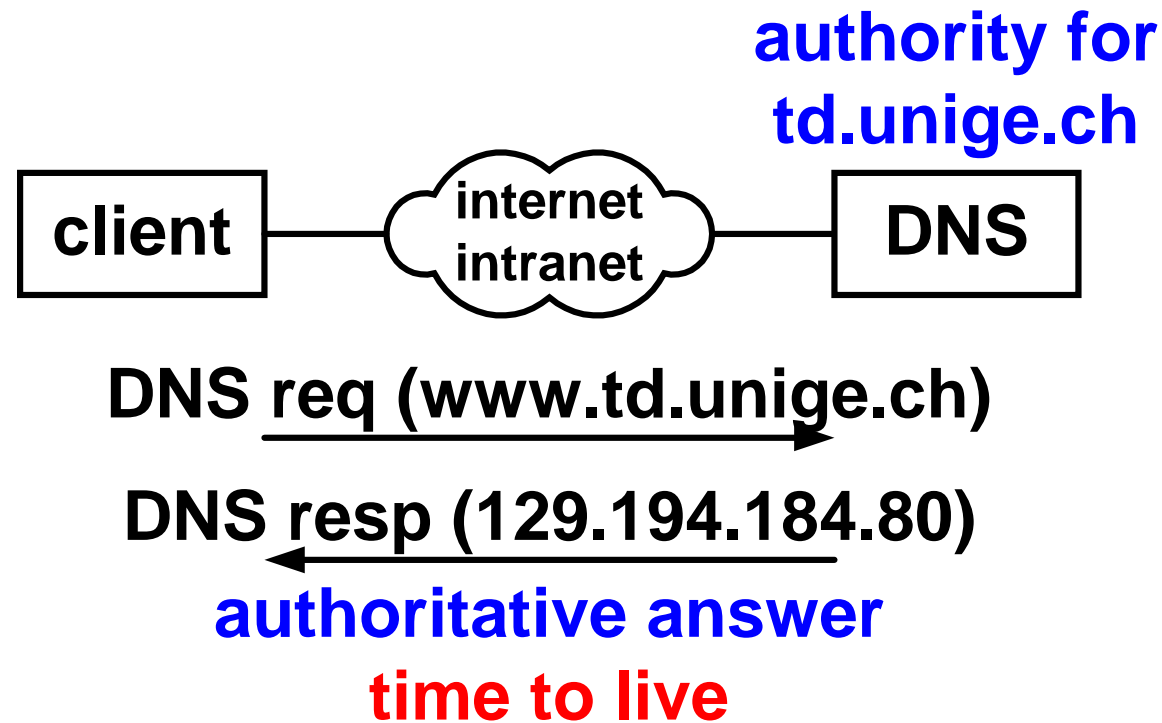 authority for
td.unige.ch
client
internet
intranet
DNS
DNS req (www.td.unige.ch)
DNS resp (129.194.184.80)
authoritative answer
time to live